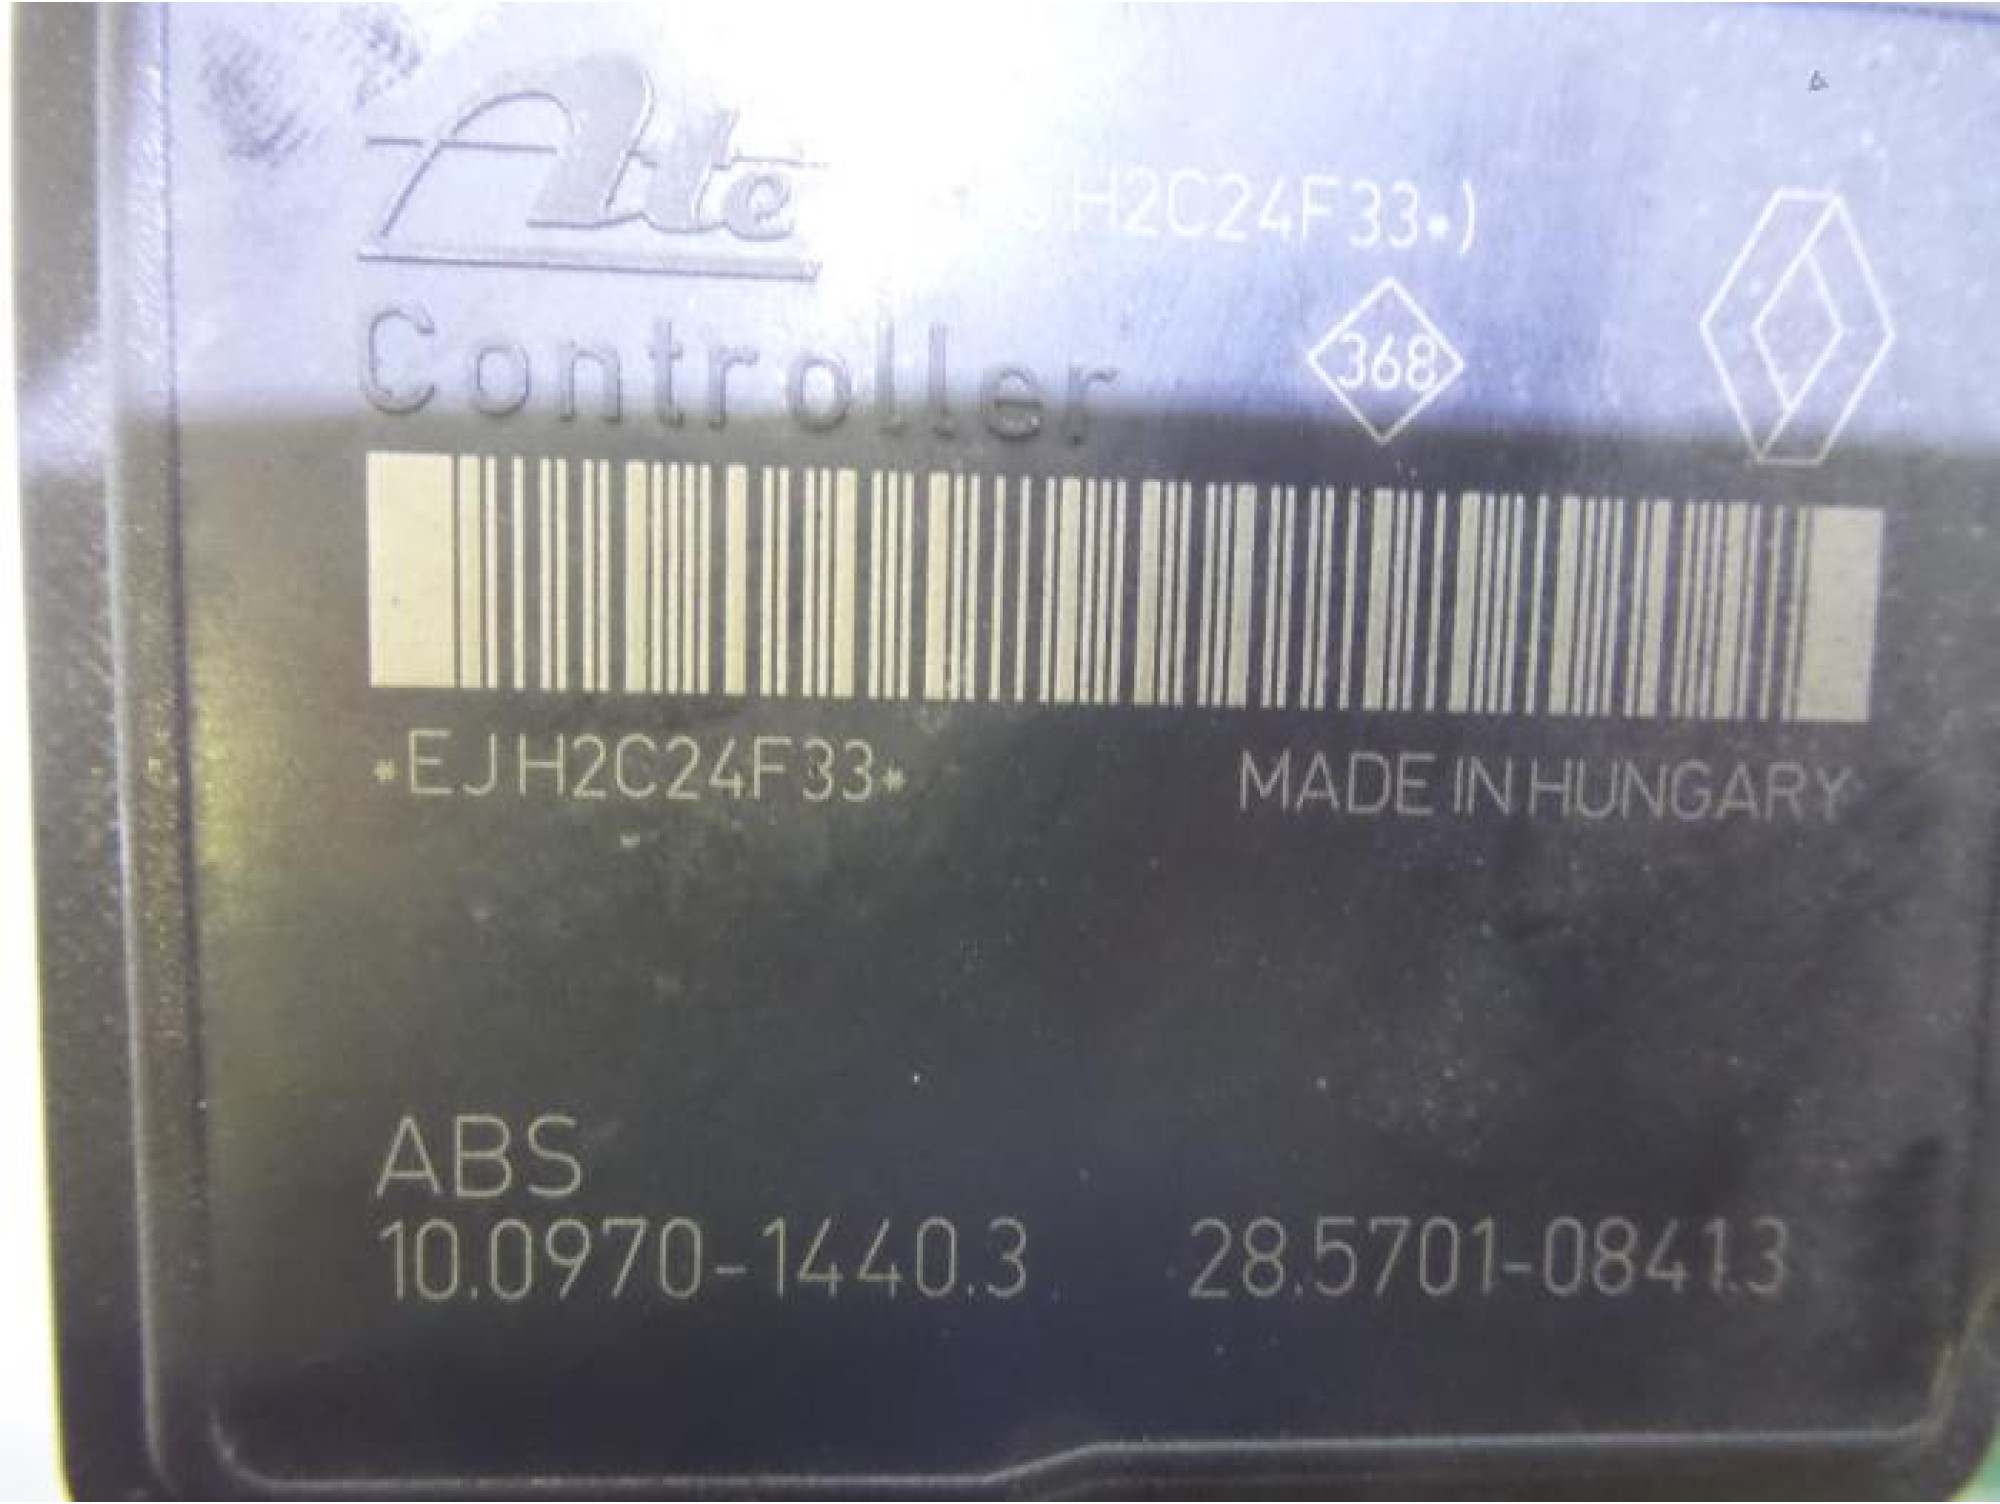 Ate
H2C24F33*)
Controller
368
*EJH2C24F33*
MADE IN HUNGARY
ABS
10.0970-1440.3
28.5701-0841.3